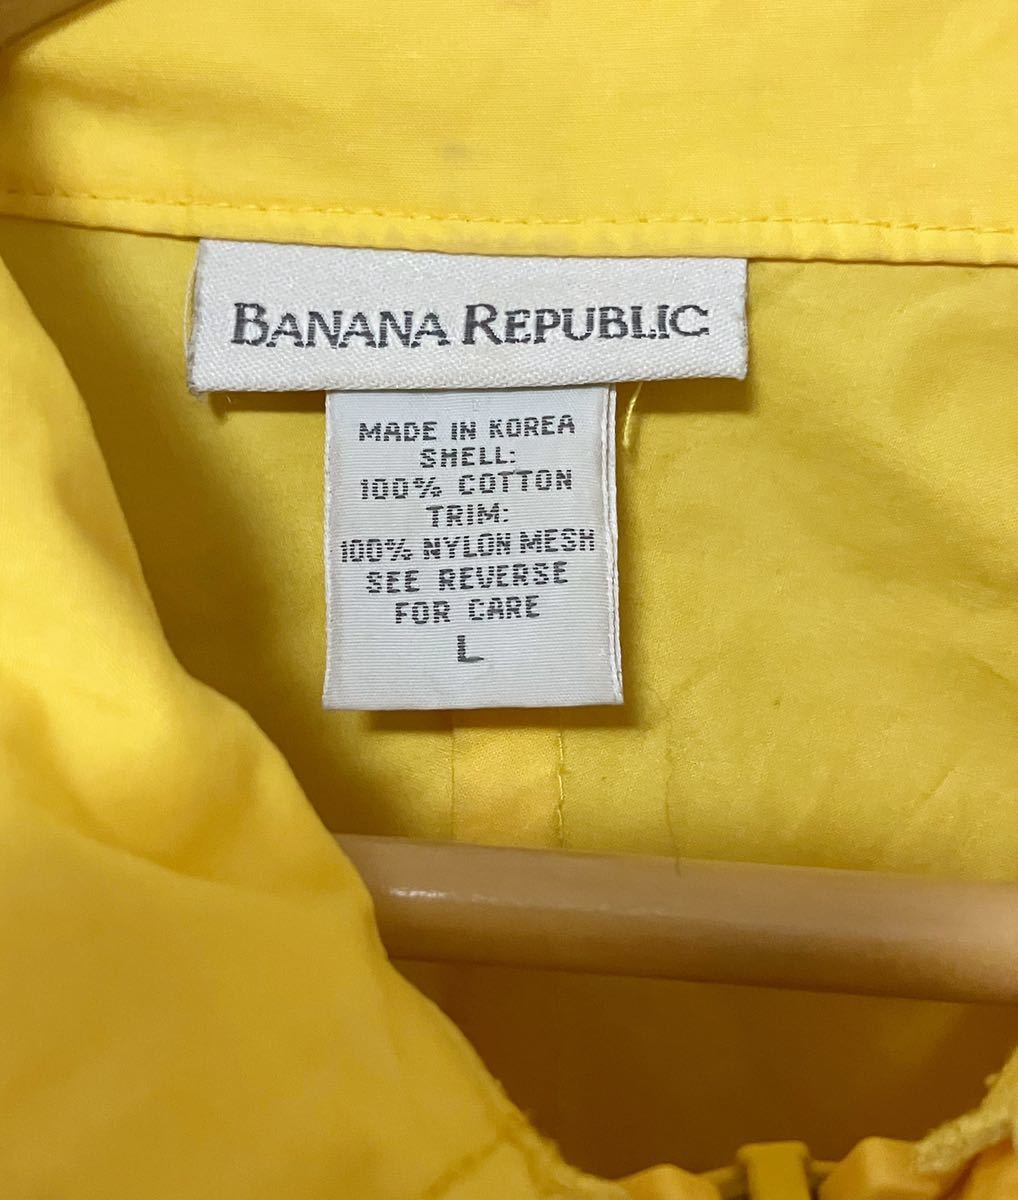 BANANA REPUBLIC
MADE IN KOREA
SHELL:
100% COTTON
TRIM:
100% NYLON MESH
SEE REVERSE
FOR CARE
L